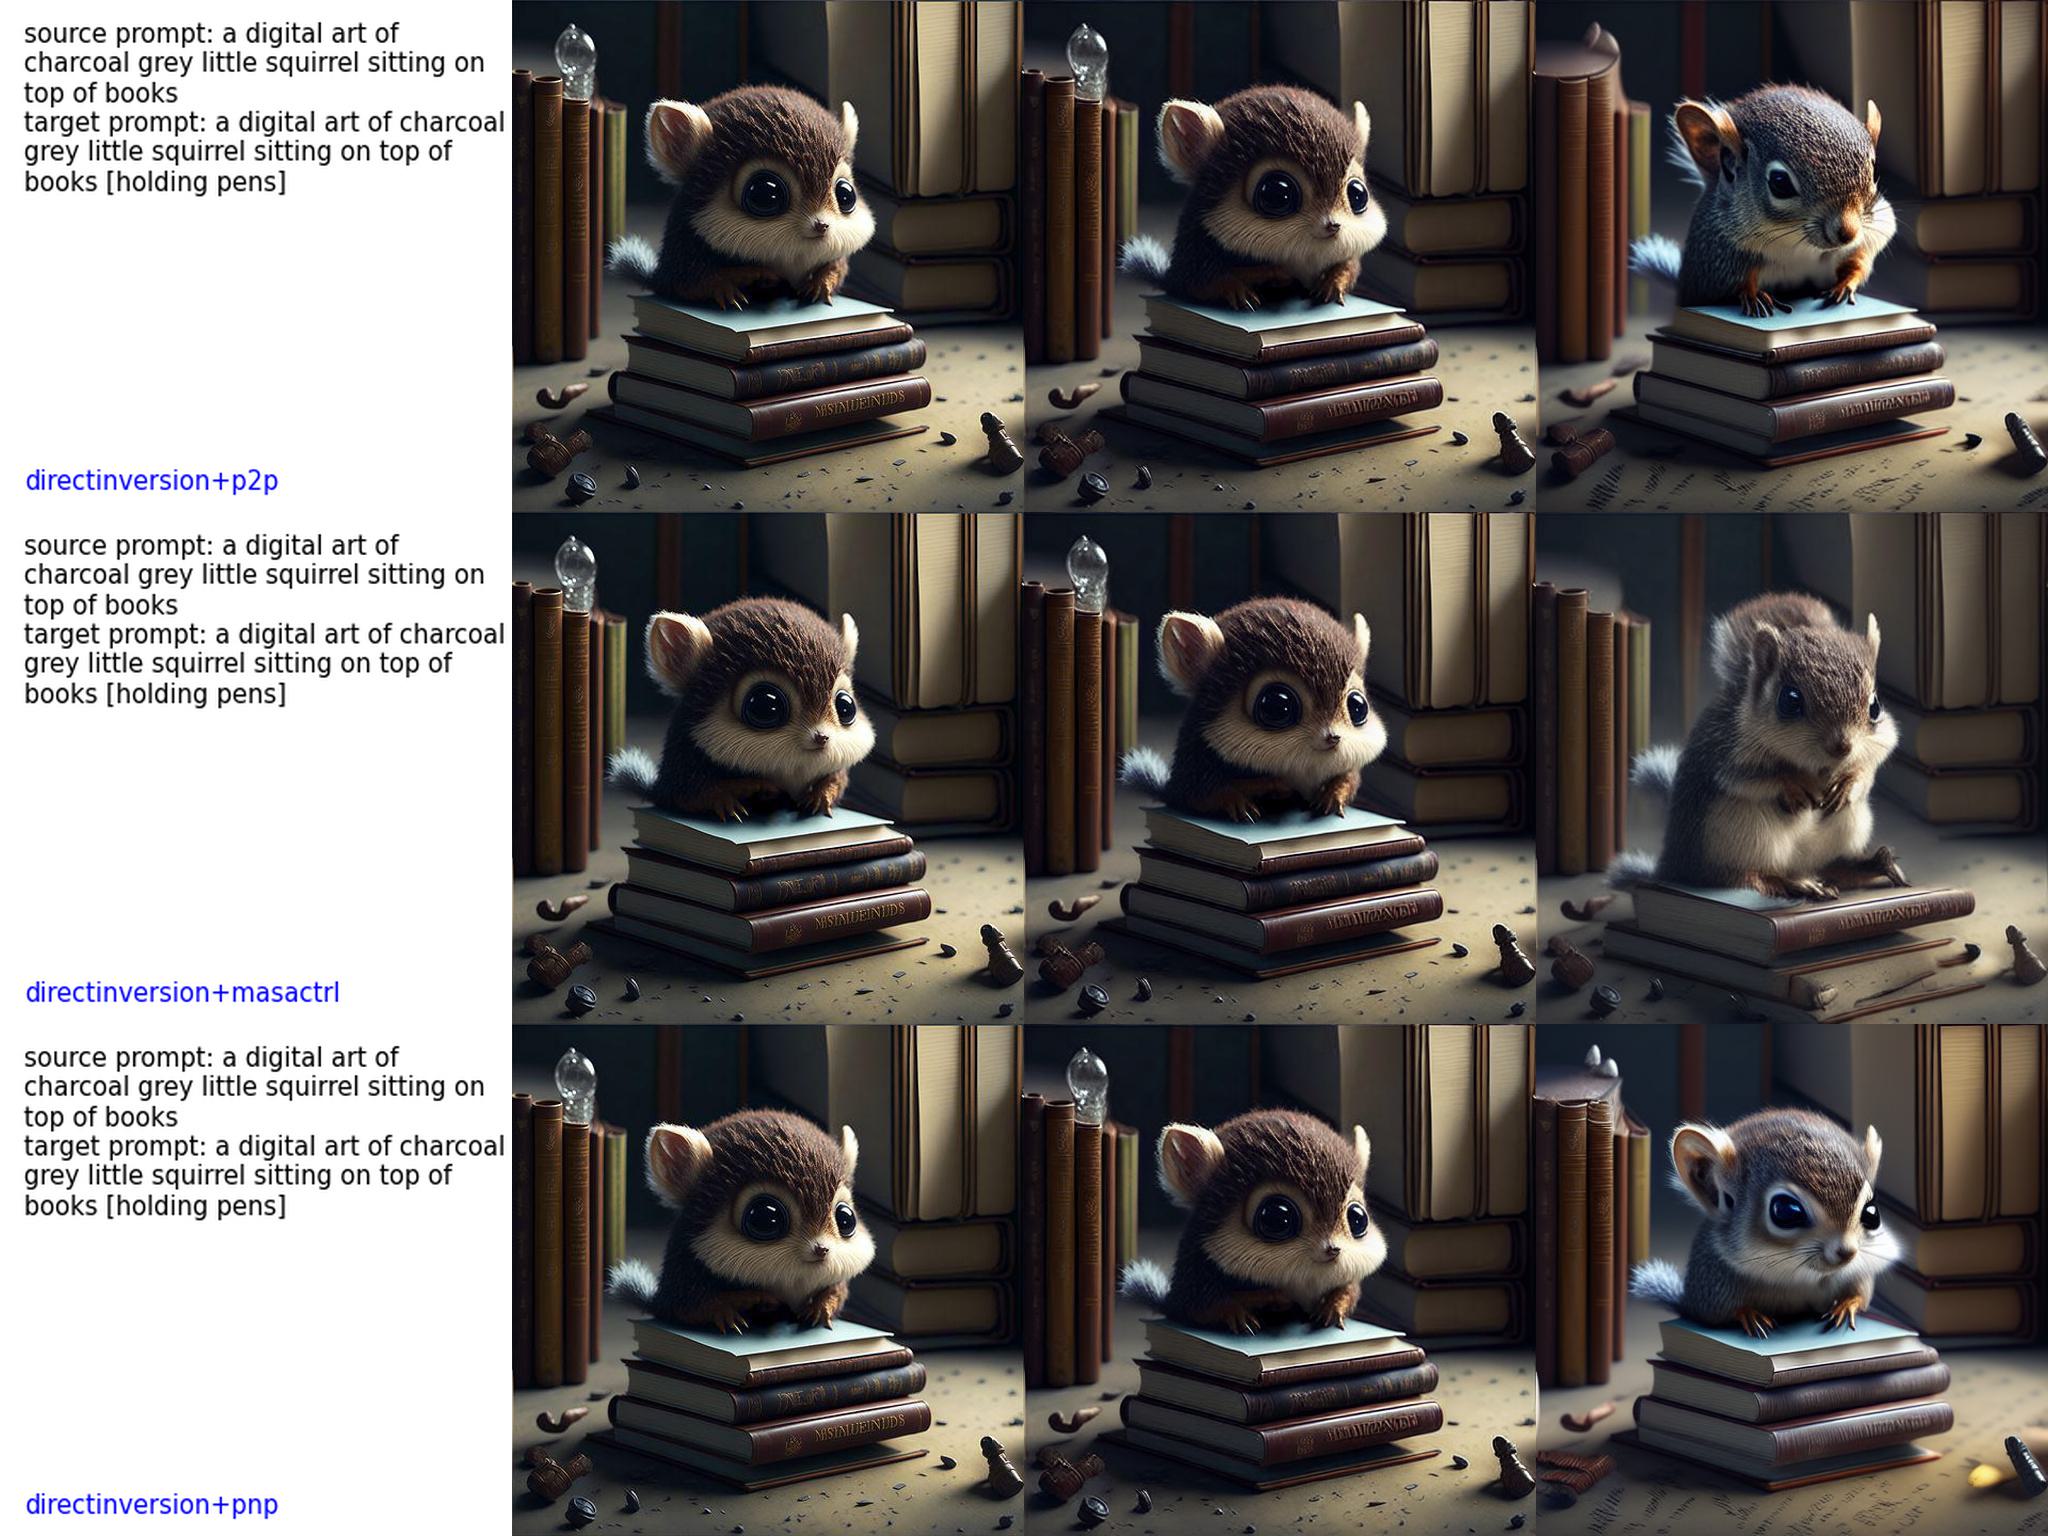 source prompt: a digital art of
charcoal grey little squirrel sitting on
top of books
target prompt: a digital art of charcoal
grey little squirrel sitting on top of
books [holding pens]
directinversion+p2p
source prompt: a digital art of
charcoal grey little squirrel sitting on
top of books
target prompt: a digital art of charcoal
grey little squirrel sitting on top of
books [holding pens]
directinversion+masactrl
source prompt: a digital art of
charcoal grey little squirrel sitting on
top of books
target prompt: a digital art of charcoal
grey little squirrel sitting on top of
books [holding pens]
directinversion+pnp